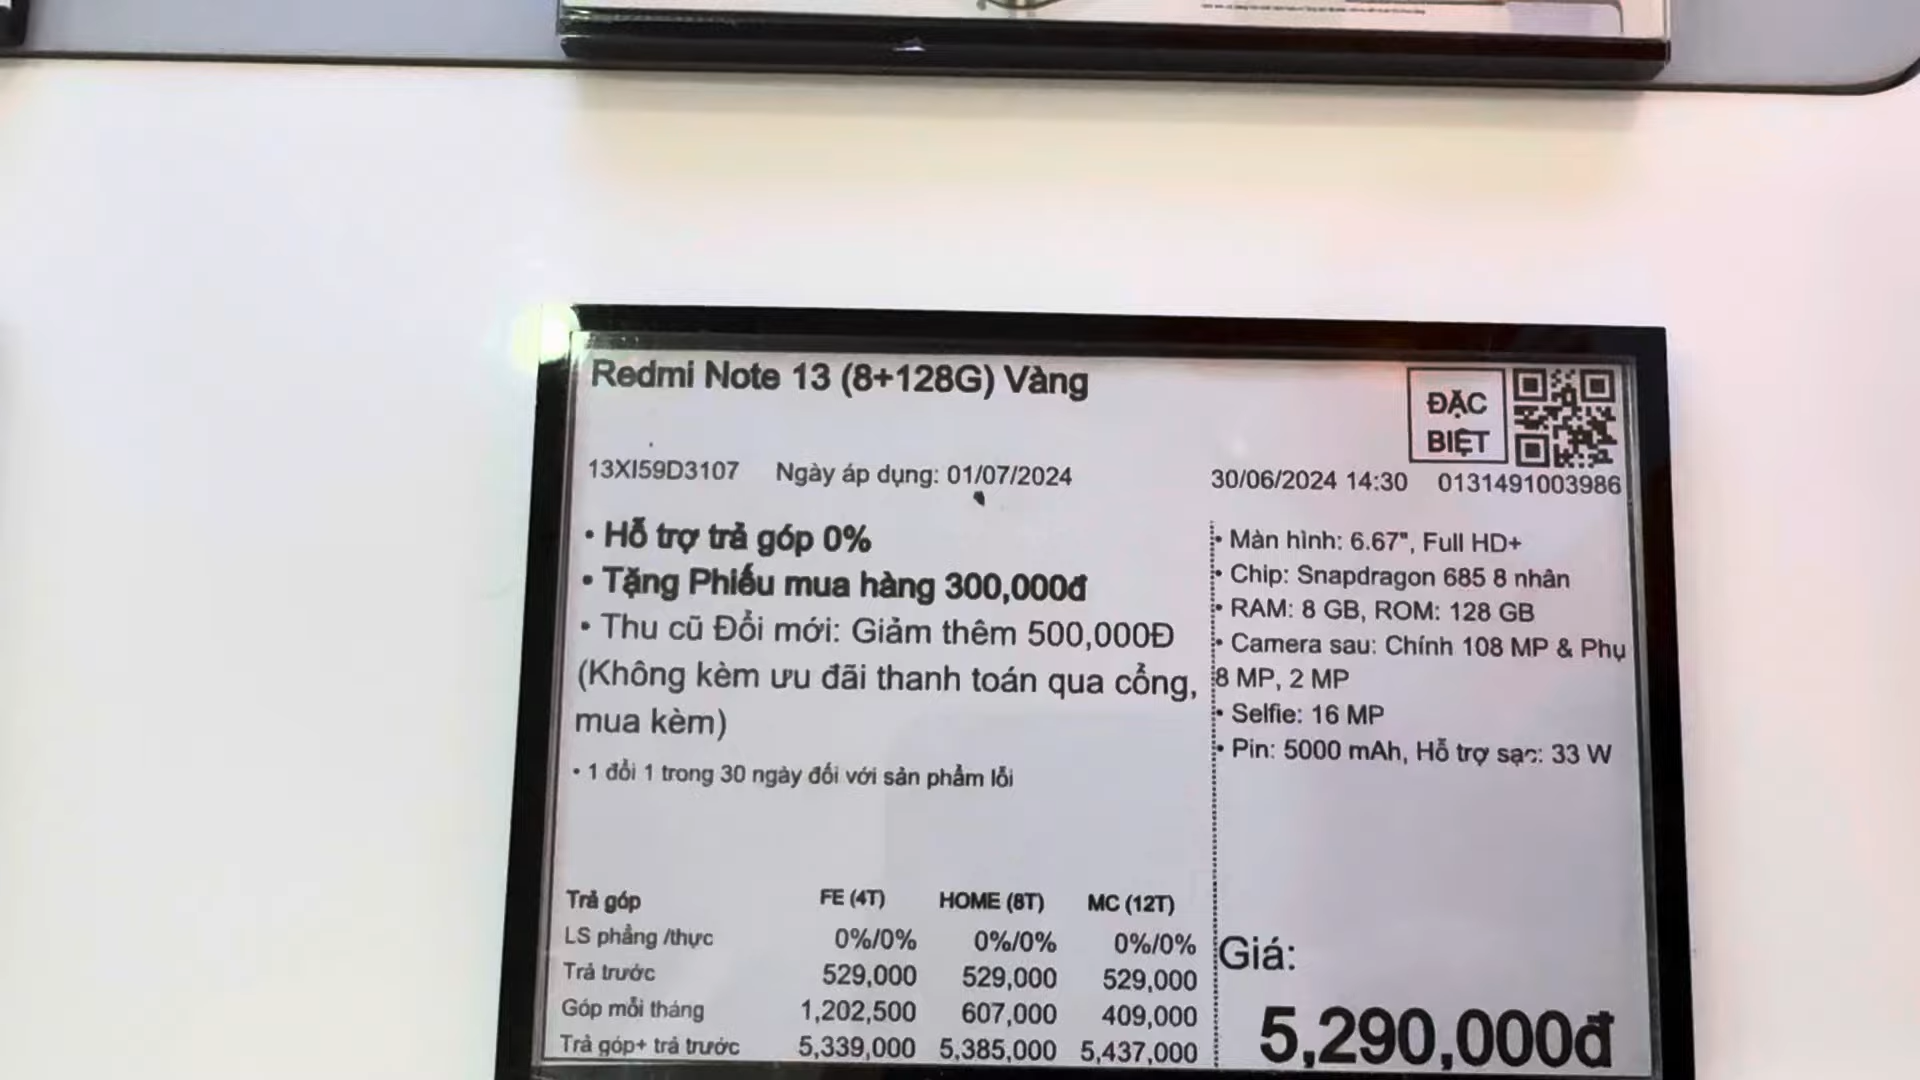 Redmi Note 13 (8+128G) Vàng
ĐẶC
BIỆT
13XI59D3107 Ngày áp dụng: 01/07/2024
30/06/2024 14:30 0131491003986
• Hỗ trợ trả góp 0%
• Tặng Phiếu mua hàng 300,000đ
• Thu cũ Đổi mới: Giảm thêm 500,000Đ
(Không kèm ưu đãi thanh toán qua cổng,
mua kèm)
• 1 đổi 1 trong 30 ngày đối với sản phẩm lỗi
• Màn hình: 6.67", Full HD+
• Chip: Snapdragon 685 8 nhân
• RAM: 8 GB, ROM: 128 GB
• Camera sau: Chính 108 MP & Phụ
8 MP, 2 MP
• Selfie: 16 MP
• Pin: 5000 mAh, Hỗ trợ sạc: 33 W
Trả góp FE (4T) HOME (8T) MC (12T)
LS phẳng /thực 0%/0% 0%/0% 0%/0%
Trả trước 529,000 529,000 529,000
Góp mỗi tháng 1,202,500 607,000 409,000
Trả góp+ trả trước 5,339,000 5,385,000 5,437,000
Giá:
5,290,000đ